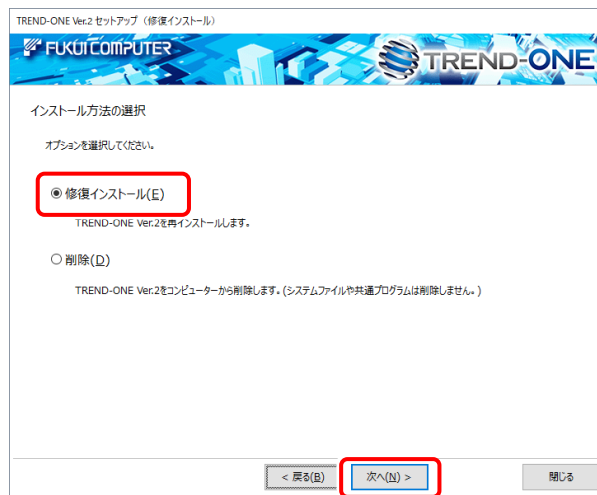 TREND-ONE Ver.2 セットアップ（修復インストール）
FUKUI COMPUTER
TREND-ONE
インストール方法の選択
オプションを選択してください。
修復インストール(E)
TREND-ONE Ver.2を再インストールします。
削除(D)
TREND-ONE Ver.2をコンピューターから削除します。(システムファイルや共通プログラムは削除しません。)
< 戻る(B) 次へ(N) > 閉じる